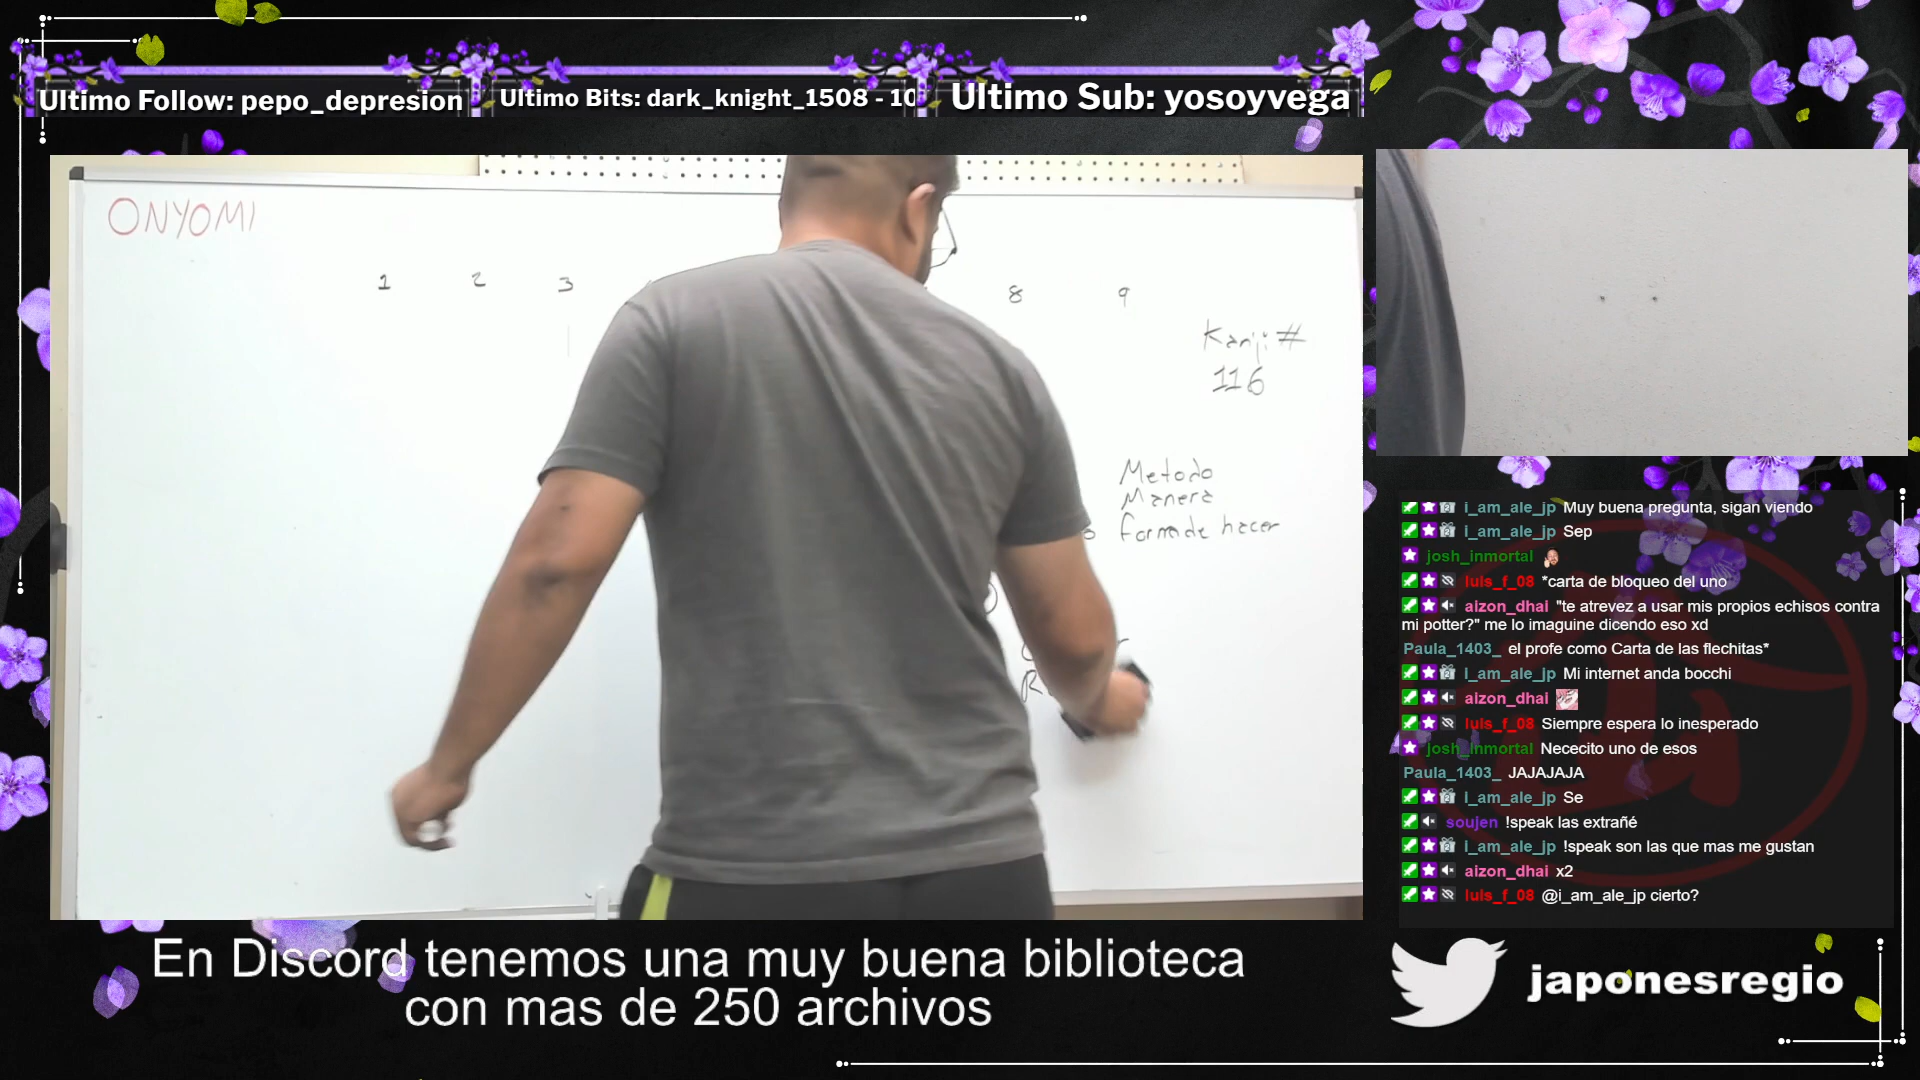 Ultimo Follow: pepo_depresion
Ultimo Bits: dark_knight_1508 - 10
Ultimo Sub: yosoyvega
ONYOMI
1 2 3 8 9
Kanji #
116
Metodo
Manera
forma de hacer
i_am_ale_jp Muy buena pregunta, sigan viendo
i_am_ale_jp Sep
josh_inmortal
luis_f_08 *carta de bloqueo del uno
aizon_dhai "te atrevez a usar mis propios echisos contra
mi potter?" me lo imaguine dicendo eso xd
Paula_1403_ el profe como Carta de las flechitas*
i_am_ale_jp Mi internet anda bocchi
aizon_dhai
luis_f_08 Siempre espera lo inesperado
josh_inmortal Nececito uno de esos
Paula_1403_ JAJAJAJA
i_am_ale_jp Se
soujen !speak las extrañé
i_am_ale_jp !speak son las que mas me gustan
aizon_dhai x2
luis_f_08 @i_am_ale_jp cierto?
En Discord tenemos una muy buena biblioteca
con mas de 250 archivos
japonesregio